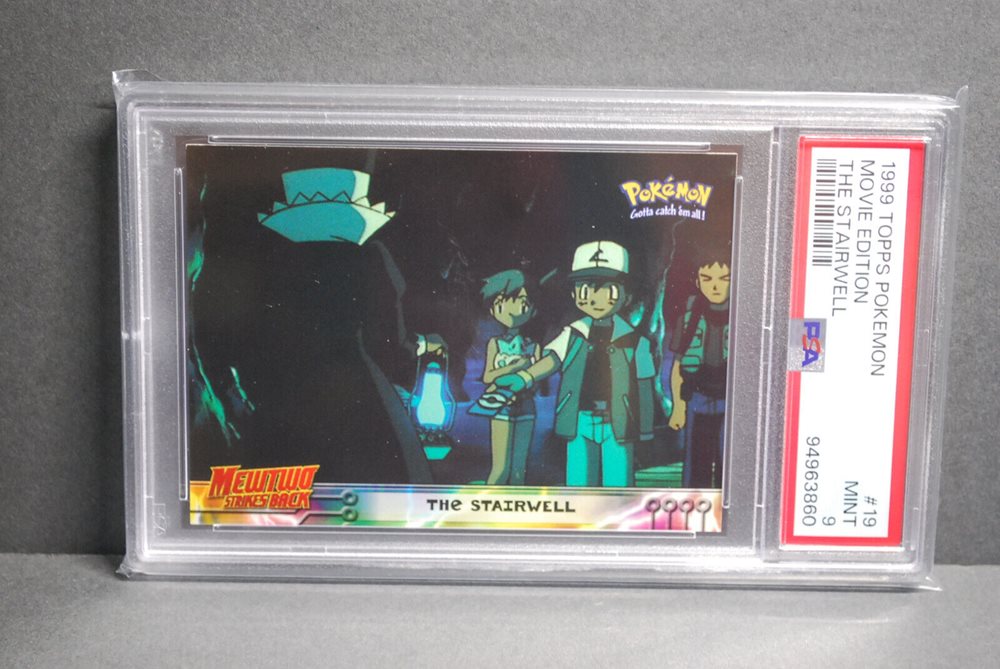 POKéMON
Gotta catch 'em all!
MEWTWO
STRIKES BACK
THE STAIRWELL
1999 TOPPS POKEMON
MOVIE EDITION
THE STAIRWELL
#19
MINT
9
94963860
PSA